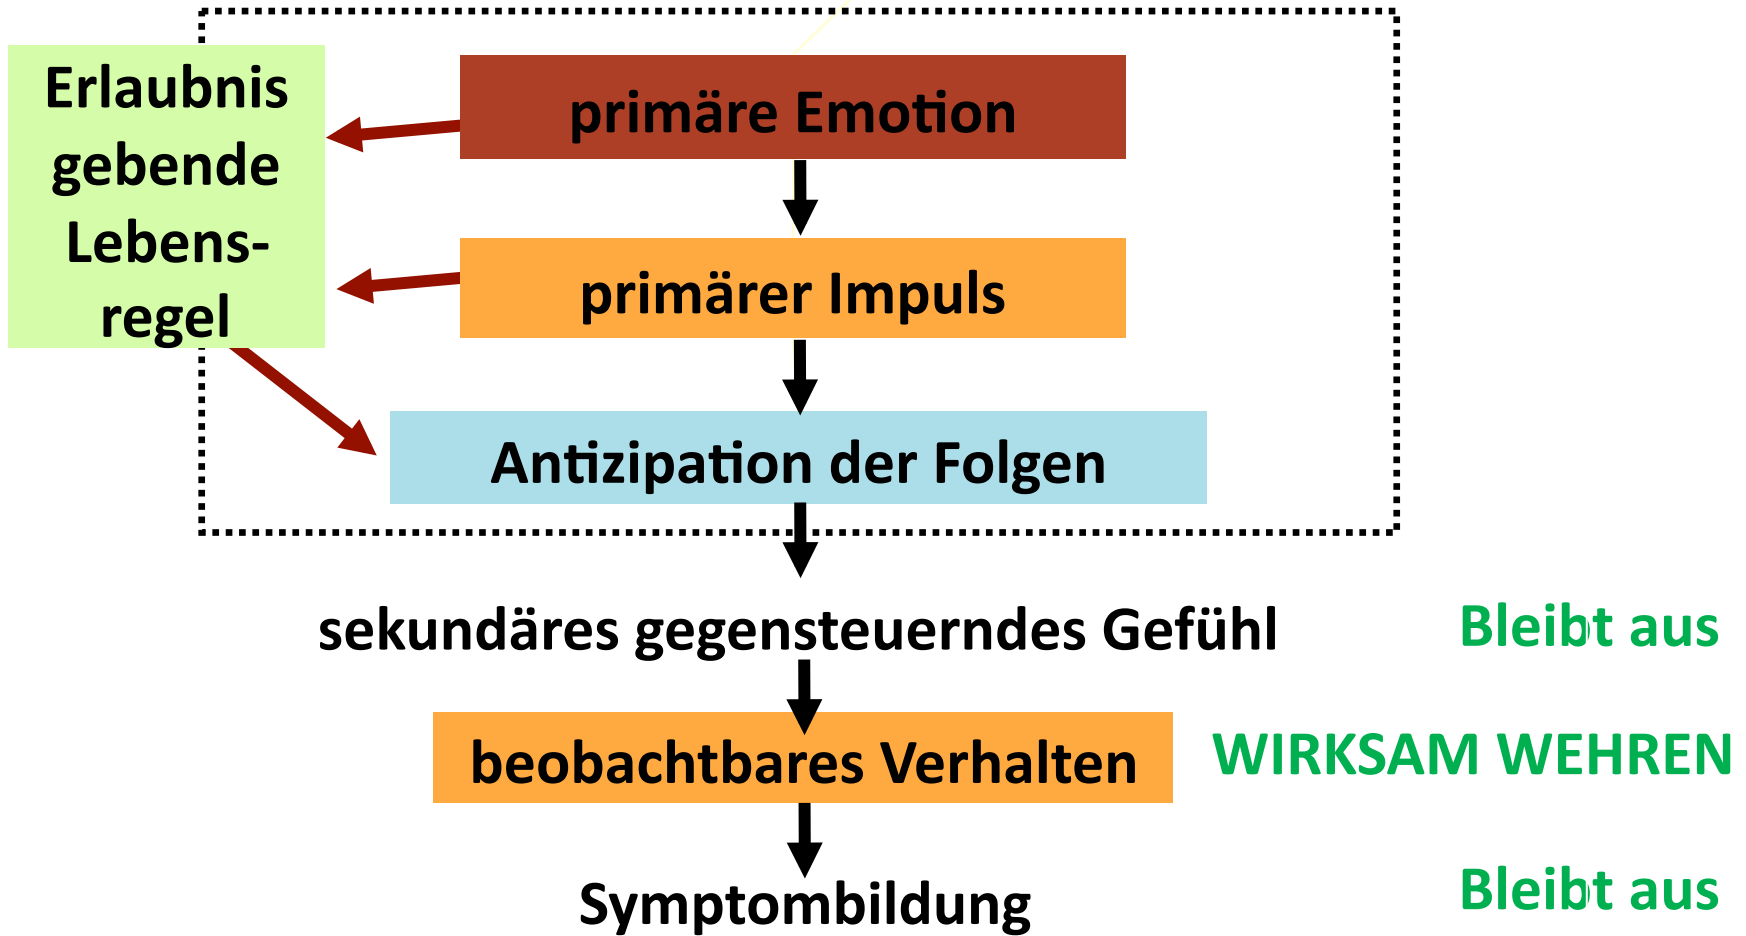 Erlaubnis
gebende
Lebens-
regel
primäre Emotion
primärer Impuls
Antizipation der Folgen
sekundäres gegensteuerndes Gefühl
Bleibt aus
beobachtbares Verhalten
WIRKSAM WEHREN
Symptombildung
Bleibt aus